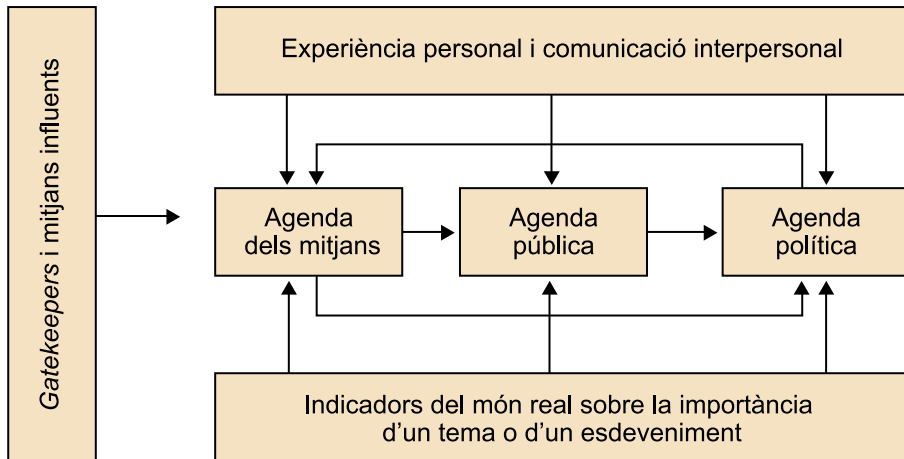 Gatekeepers i mitjans influents
Experiència personal i comunicació interpersonal
Agenda
dels mitjans
Agenda
pública
Agenda
política
Indicadors del món real sobre la importància
d’un tema o d’un esdeveniment